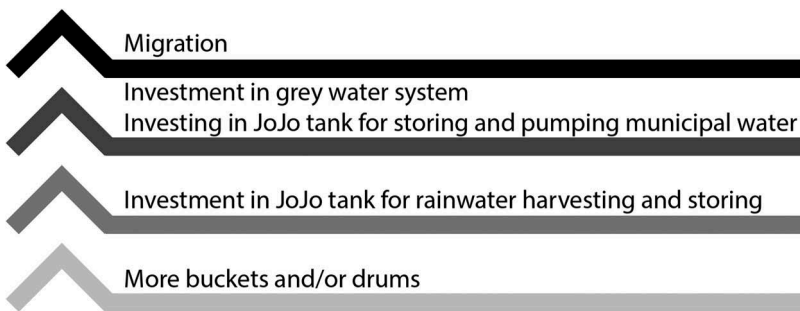 Migration
Investment in grey water system
Investing in JoJo tank for storing and pumping municipal water
Investment in JoJo tank for rainwater harvesting and storing
More buckets and/or drums